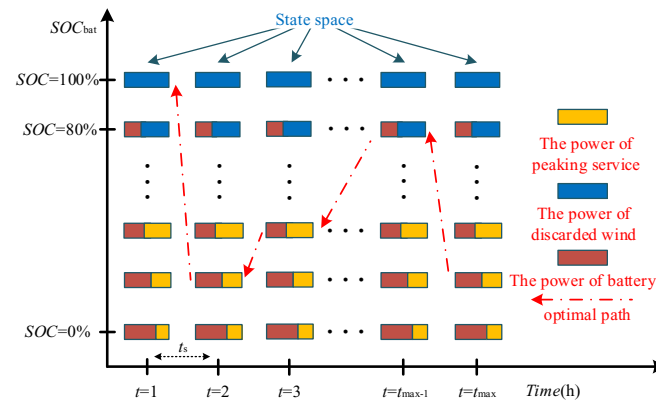 SOCbat
State space
SOC=100%
SOC=80%
The power of
peaking service
The power of
discarded wind
The power of battery
optimal path
SOC=0%
ts
t=1
t=2
t=3
t=tmax-1
t=tmax
Time(h)